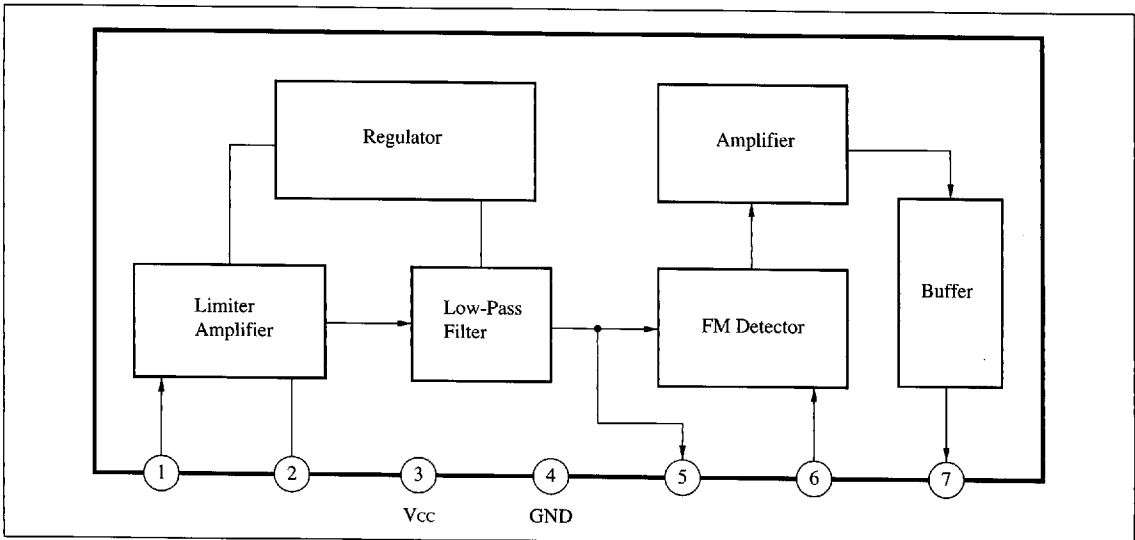 Regulator
Amplifier
Limiter
Amplifier
Low-Pass
Filter
FM Detector
Buffer
1
2
3
4
5
6
7
Vcc
GND